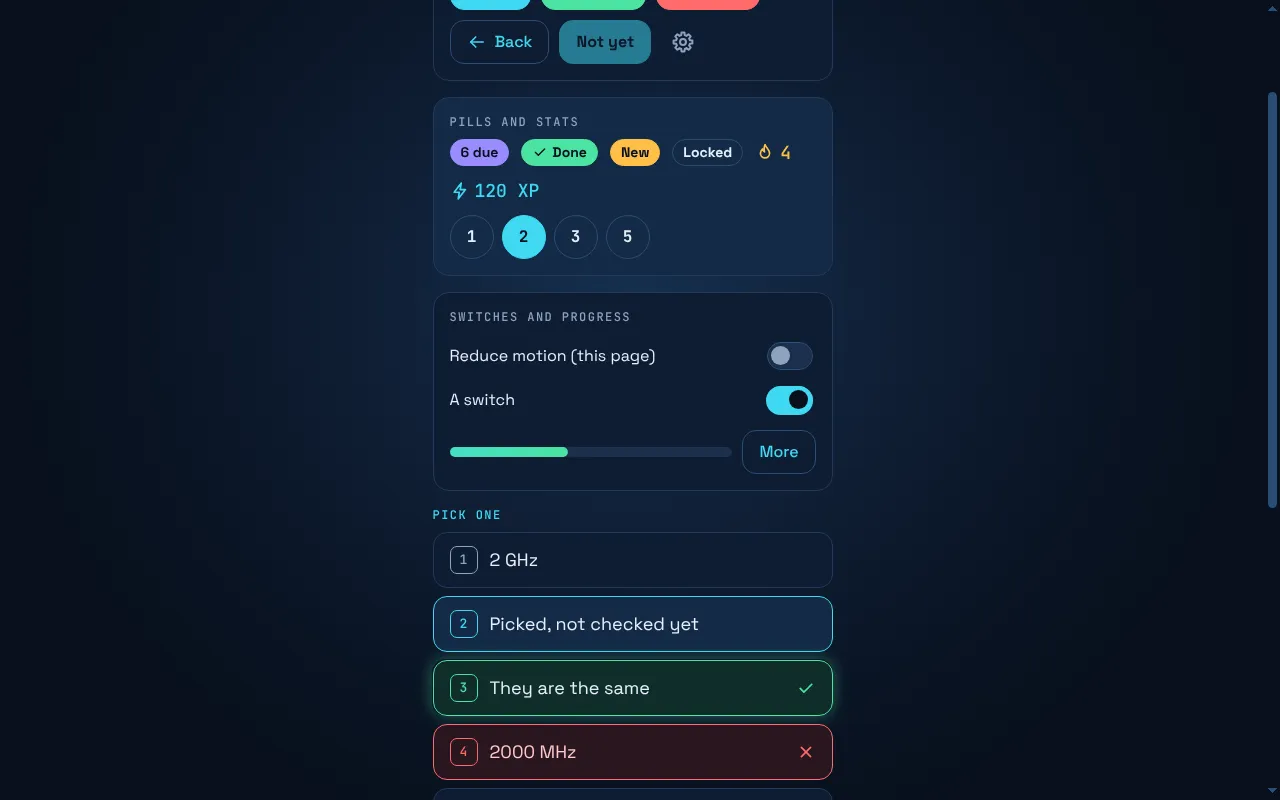 Back Not yet
PILLS AND STATS
6 due Done New Locked 4
120 XP
1 2 3 5
SWITCHES AND PROGRESS
Reduce motion (this page)
A switch
More
PICK ONE
1 2 GHz
2 Picked, not checked yet
3 They are the same
4 2000 MHz